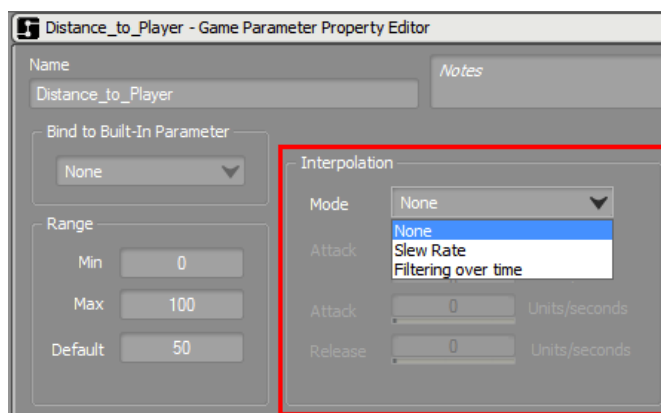 Distance_to_Player - Game Parameter Property Editor
Name
Notes
Distance_to_Player
Bind to Built-In Parameter
None
Interpolation
Mode
None
None
Slew Rate
Filtering over time
Attack
Attack
0
Units/seconds
Release
0
Units/seconds
Range
Min
0
Max
100
Default
50